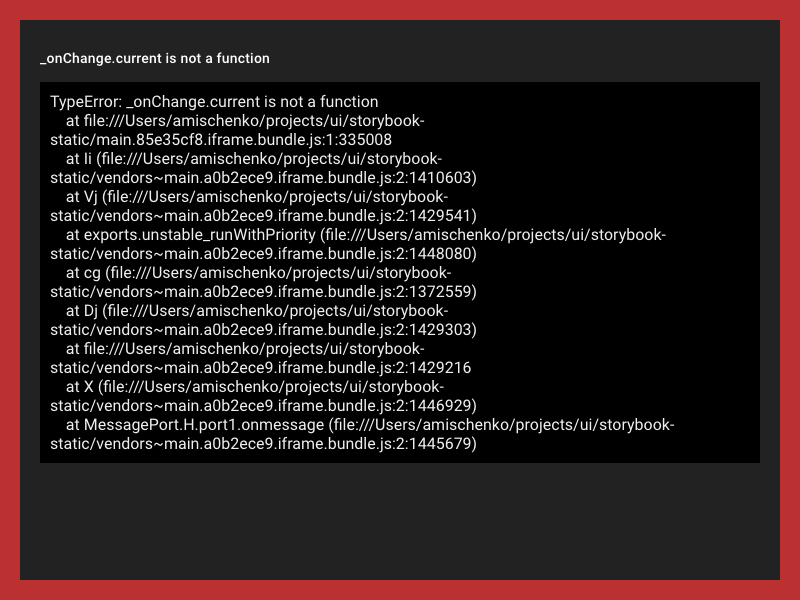 _onChange.current is not a function
TypeError: _onChange.current is not a function
at file:///Users/amischenko/projects/ui/storybook-
static/main.85e35cf8.iframe.bundle.js:1:335008
at Ii (file:///Users/amischenko/projects/ui/storybook-
static/vendors~main.a0b2ece9.iframe.bundle.js:2:1410603)
at Vj (file:///Users/amischenko/projects/ui/storybook-
static/vendors~main.a0b2ece9.iframe.bundle.js:2:1429541)
at exports.unstable_runWithPriority (file:///Users/amischenko/projects/ui/storybook-
static/vendors~main.a0b2ece9.iframe.bundle.js:2:1448080)
at cg (file:///Users/amischenko/projects/ui/storybook-
static/vendors~main.a0b2ece9.iframe.bundle.js:2:1372559)
at Dj (file:///Users/amischenko/projects/ui/storybook-
static/vendors~main.a0b2ece9.iframe.bundle.js:2:1429303)
at file:///Users/amischenko/projects/ui/storybook-
static/vendors~main.a0b2ece9.iframe.bundle.js:2:1429216
at X (file:///Users/amischenko/projects/ui/storybook-
static/vendors~main.a0b2ece9.iframe.bundle.js:2:1446929)
at MessagePort.H.port1.onmessage (file:///Users/amischenko/projects/ui/storybook-
static/vendors~main.a0b2ece9.iframe.bundle.js:2:1445679)